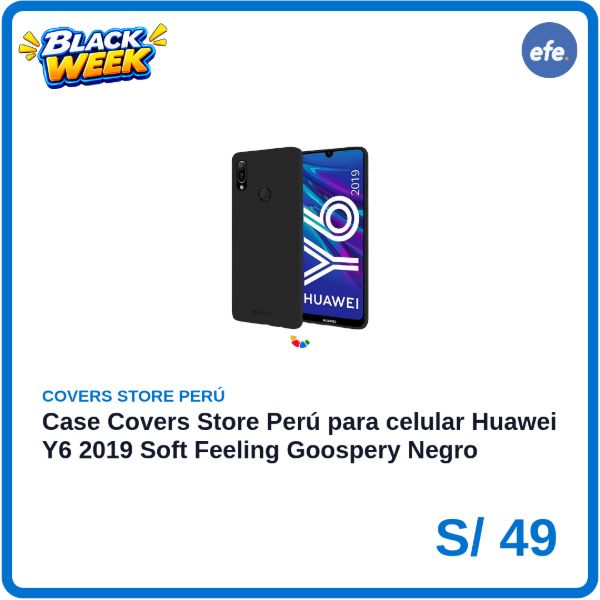 BLACK
WEEK
efe.
2019
Y6
HUAWEI
HUAWEI
COVERS STORE PERÚ
Case Covers Store Perú para celular Huawei
Y6 2019 Soft Feeling Goospery Negro
S/ 49